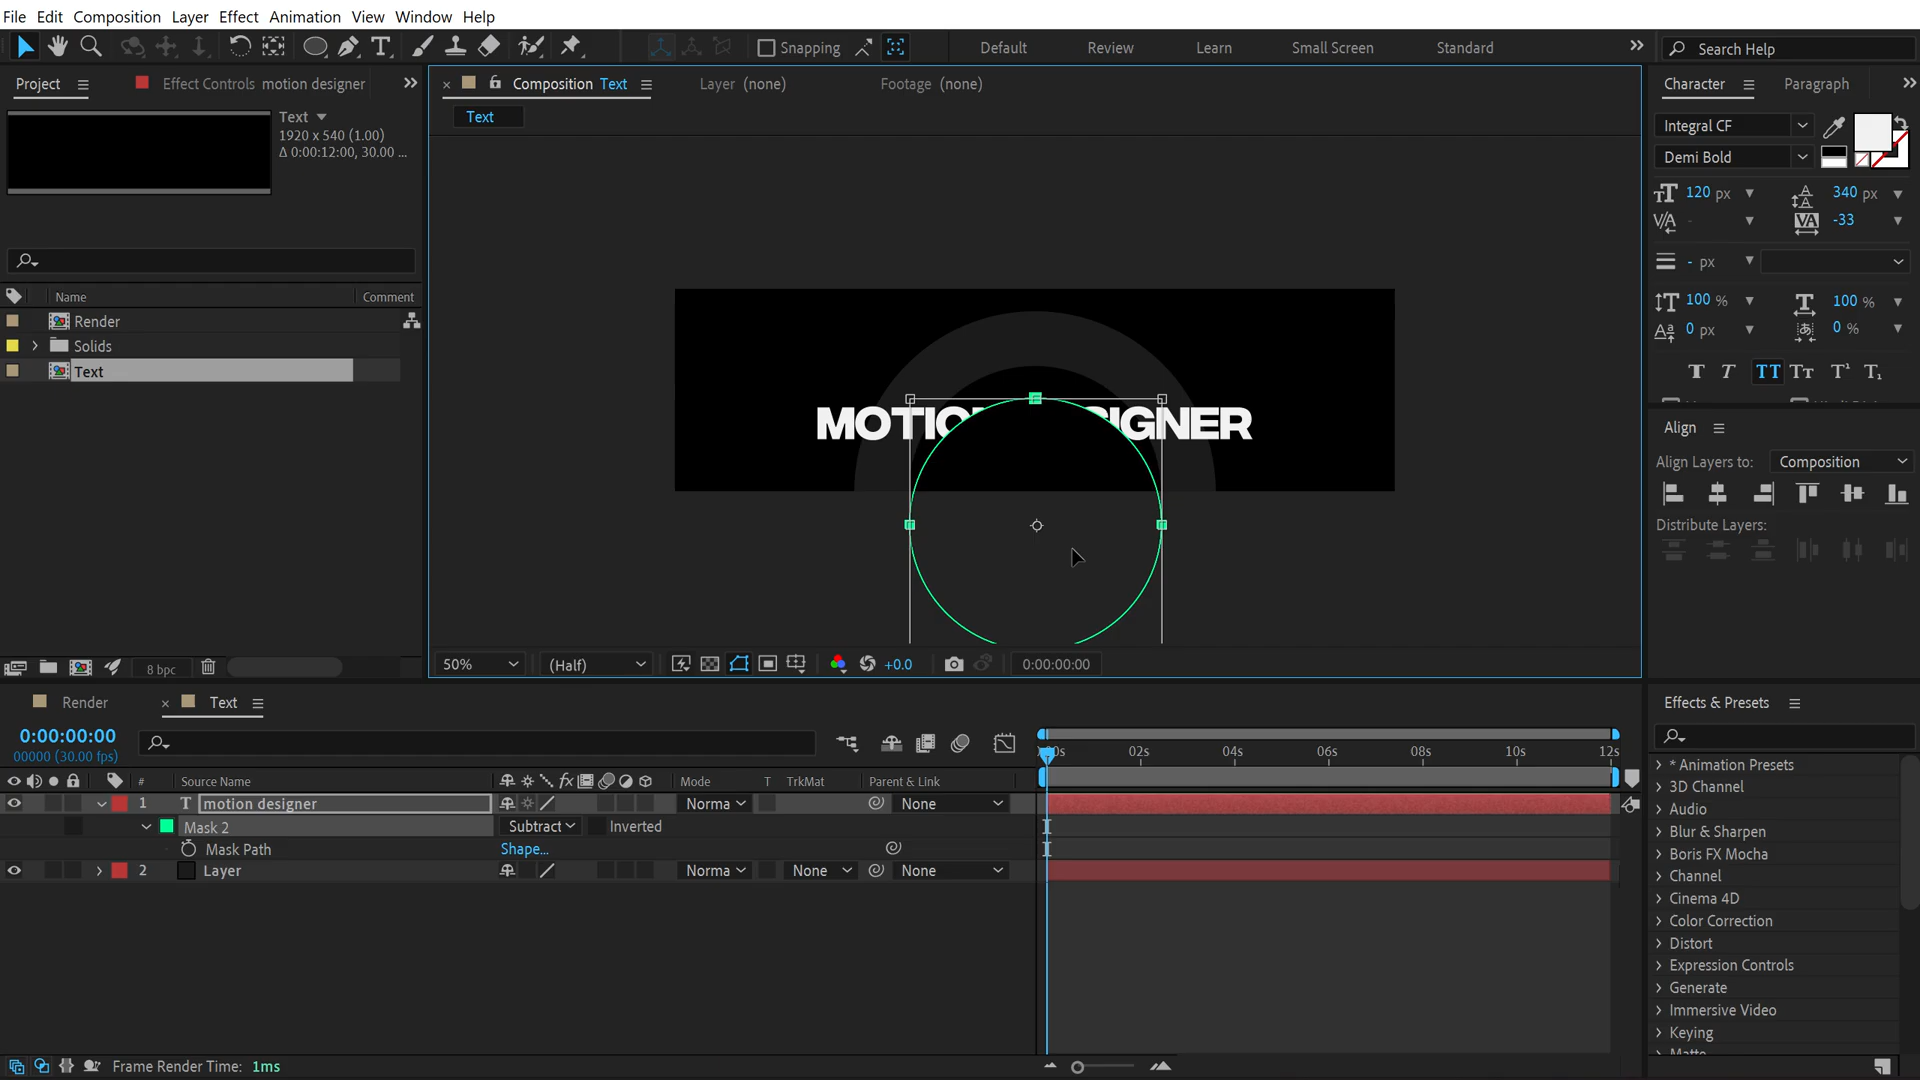 File Edit Composition Layer Effect Animation View Window Help
T Snapping Default Review Learn Small Screen Standard Search Help
Project Effect Controls motion designer
Composition Text Layer (none) Footage (none)
Character Paragraph
Text
Text
1920 x 540 (1.00)
Δ 0:00:12:00, 30.00 ...
Integral CF
Demi Bold
120 px 340 px
-33
- px
100 % 100 %
0 px 0 %
Name Comment
Render
Solids
Text
MOTION DESIGNER
Align
Align Layers to: Composition
Distribute Layers:
8 bpc
50% (Half) +0.0 0:00:00:00
Render Text
0:00:00:00
00000 (30.00 fps)
00s 02s 04s 06s 08s 10s 12s
# Source Name fx Mode T TrkMat Parent & Link
1 T motion designer Norma None
Mask 2 Subtract Inverted
Mask Path Shape...
2 Layer Norma None None
Effects & Presets
* Animation Presets
3D Channel
Audio
Blur & Sharpen
Boris FX Mocha
Channel
Cinema 4D
Color Correction
Distort
Expression Controls
Generate
Immersive Video
Keying
Matte
Frame Render Time: 1ms